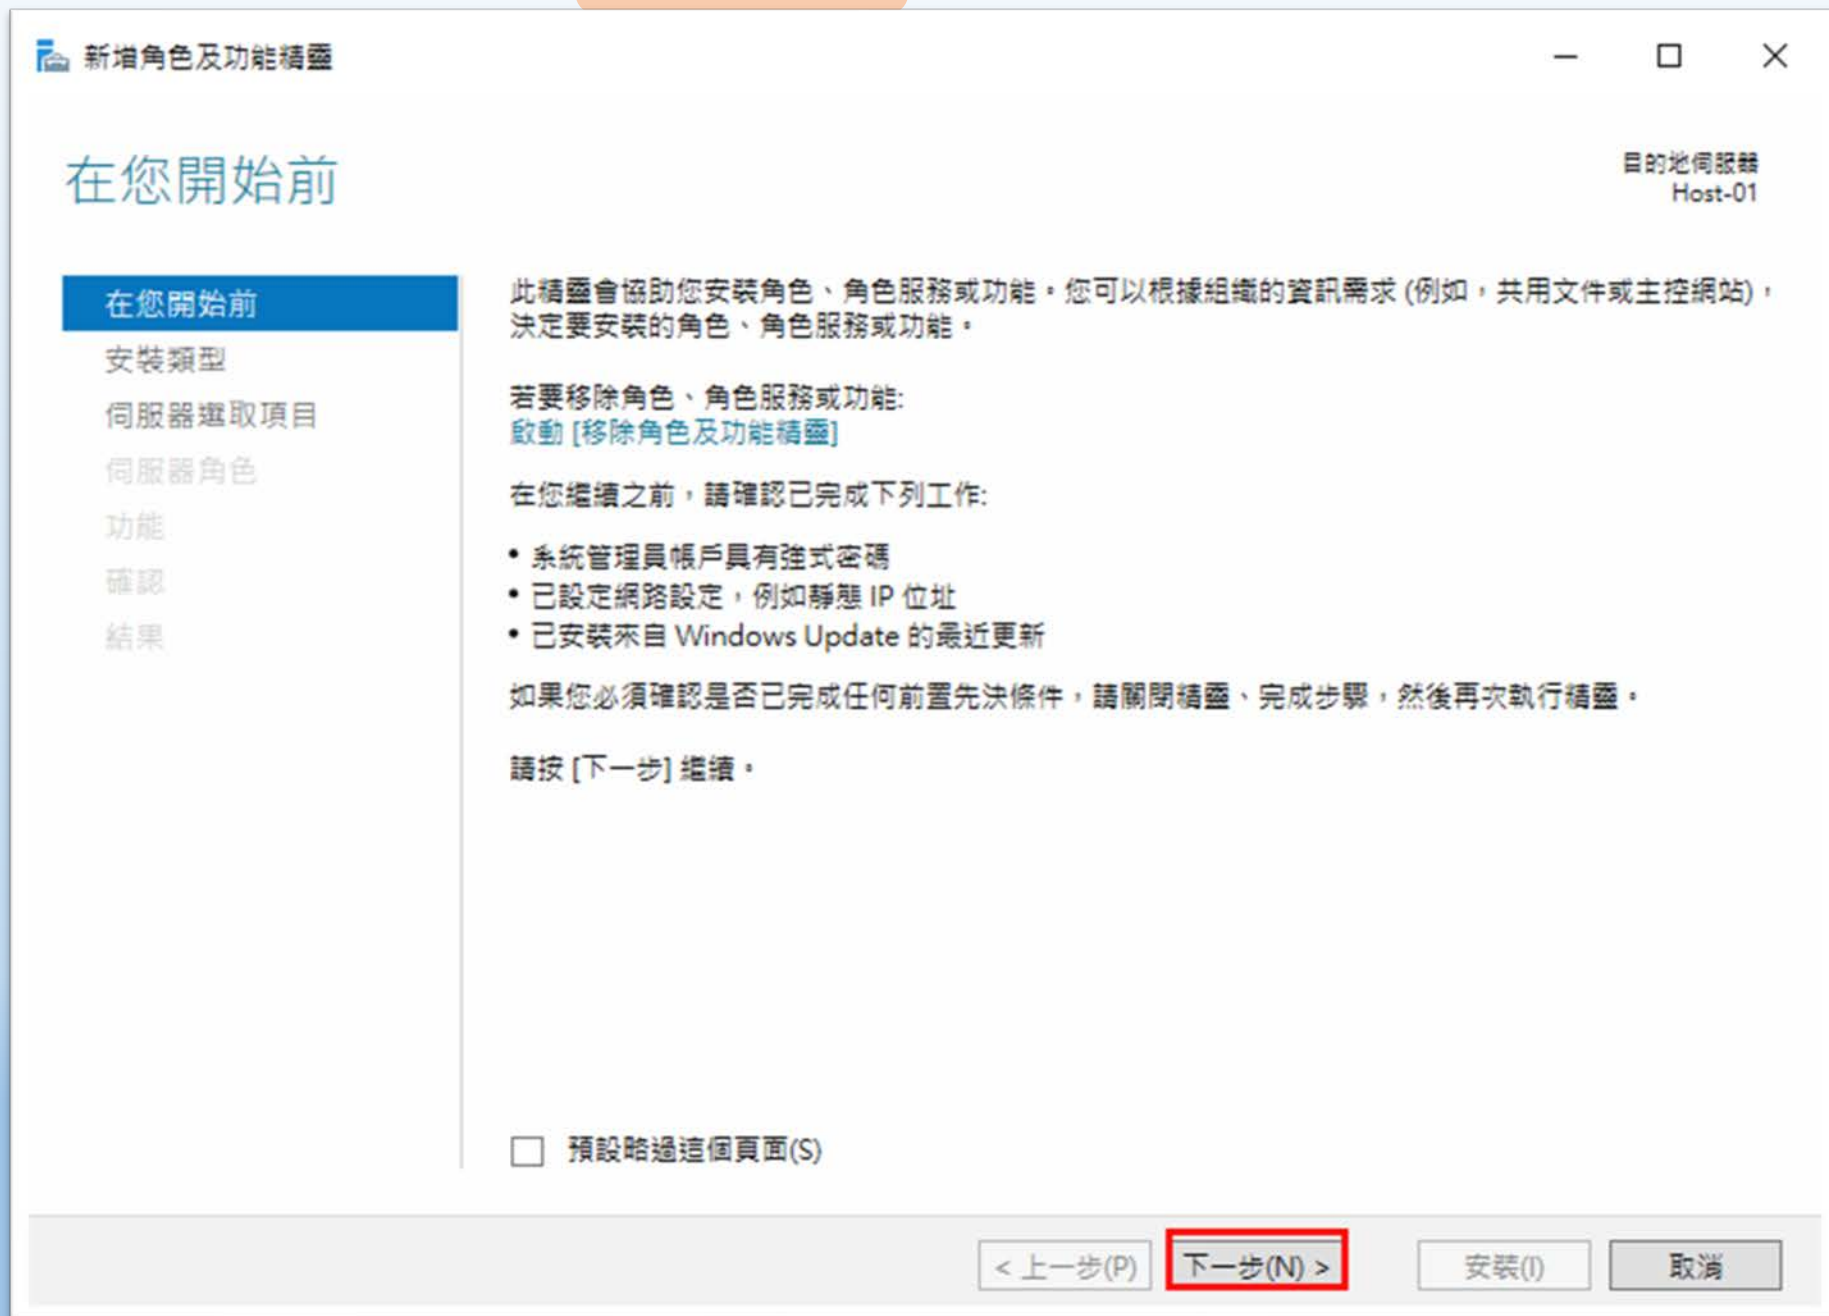 新增角色及功能精靈
在您開始前
目的地伺服器
Host-01
在您開始前
安裝類型
伺服器選取項目
伺服器角色
功能
確認
結果
此精靈會協助您安裝角色、角色服務或功能。您可以根據組織的資訊需求 (例如，共用文件或主控網站)，
決定要安裝的角色、角色服務或功能。
若要移除角色、角色服務或功能:
啟動 [移除角色及功能精靈]
在您繼續之前，請確認已完成下列工作:
• 系統管理員帳戶具有強式密碼
• 已設定網路設定，例如靜態 IP 位址
• 已安裝來自 Windows Update 的最近更新
如果您必須確認是否已完成任何前置先決條件，請關閉精靈、完成步驟，然後再次執行精靈。
請按 [下一步] 繼續。
預設略過這個頁面(S)
< 上一步(P)
下一步(N) >
安裝(I)
取消